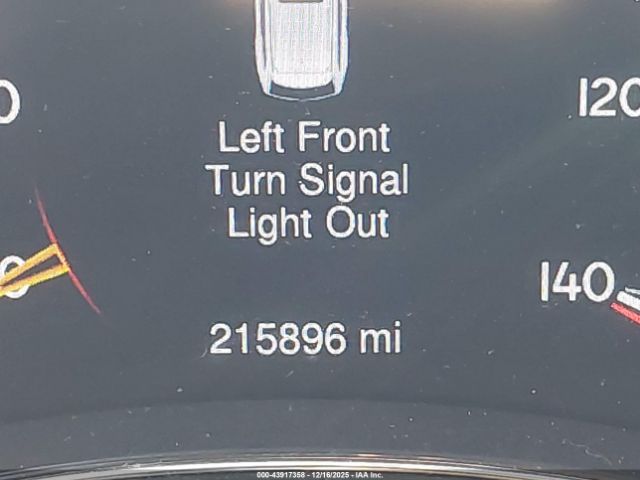 120
Left Front
Turn Signal
Light Out
140
215896 mi
000-43917358 - 12/16/2025 - IAA Inc.